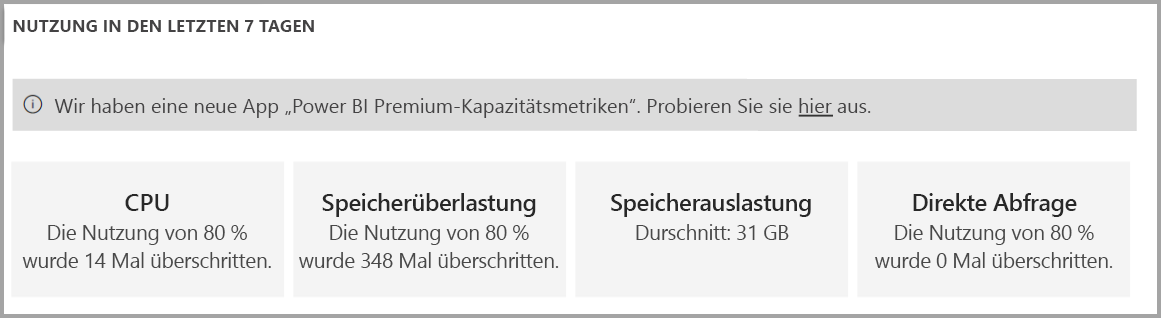 NUTZUNG IN DEN LETZTEN 7 TAGEN
Wir haben eine neue App „Power BI Premium-Kapazitätsmetriken“. Probieren Sie sie hier aus.
CPU
Die Nutzung von 80 %
wurde 14 Mal überschritten.
Speicherüberlastung
Die Nutzung von 80 %
wurde 348 Mal überschritten.
Speicherauslastung
Durschnitt: 31 GB
Direkte Abfrage
Die Nutzung von 80 %
wurde 0 Mal überschritten.